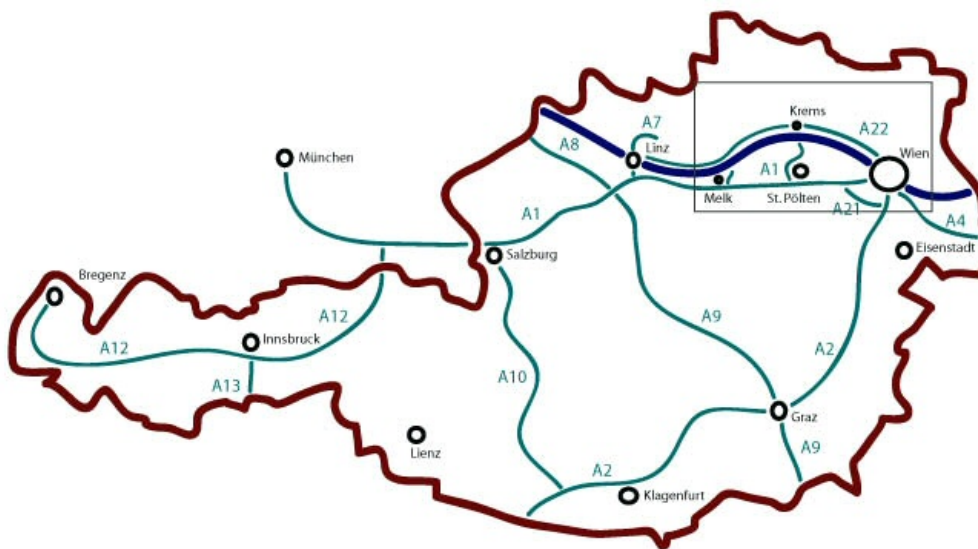 Krems
A7
A22
A8
Linz
Wien
München
A1
Melk
St. Pölten
A21
A1
A4
Salzburg
Eisenstadt
Bregenz
A12
Innsbruck
A12
A9
A2
A13
A10
Graz
Lienz
A2
A9
Klagenfurt